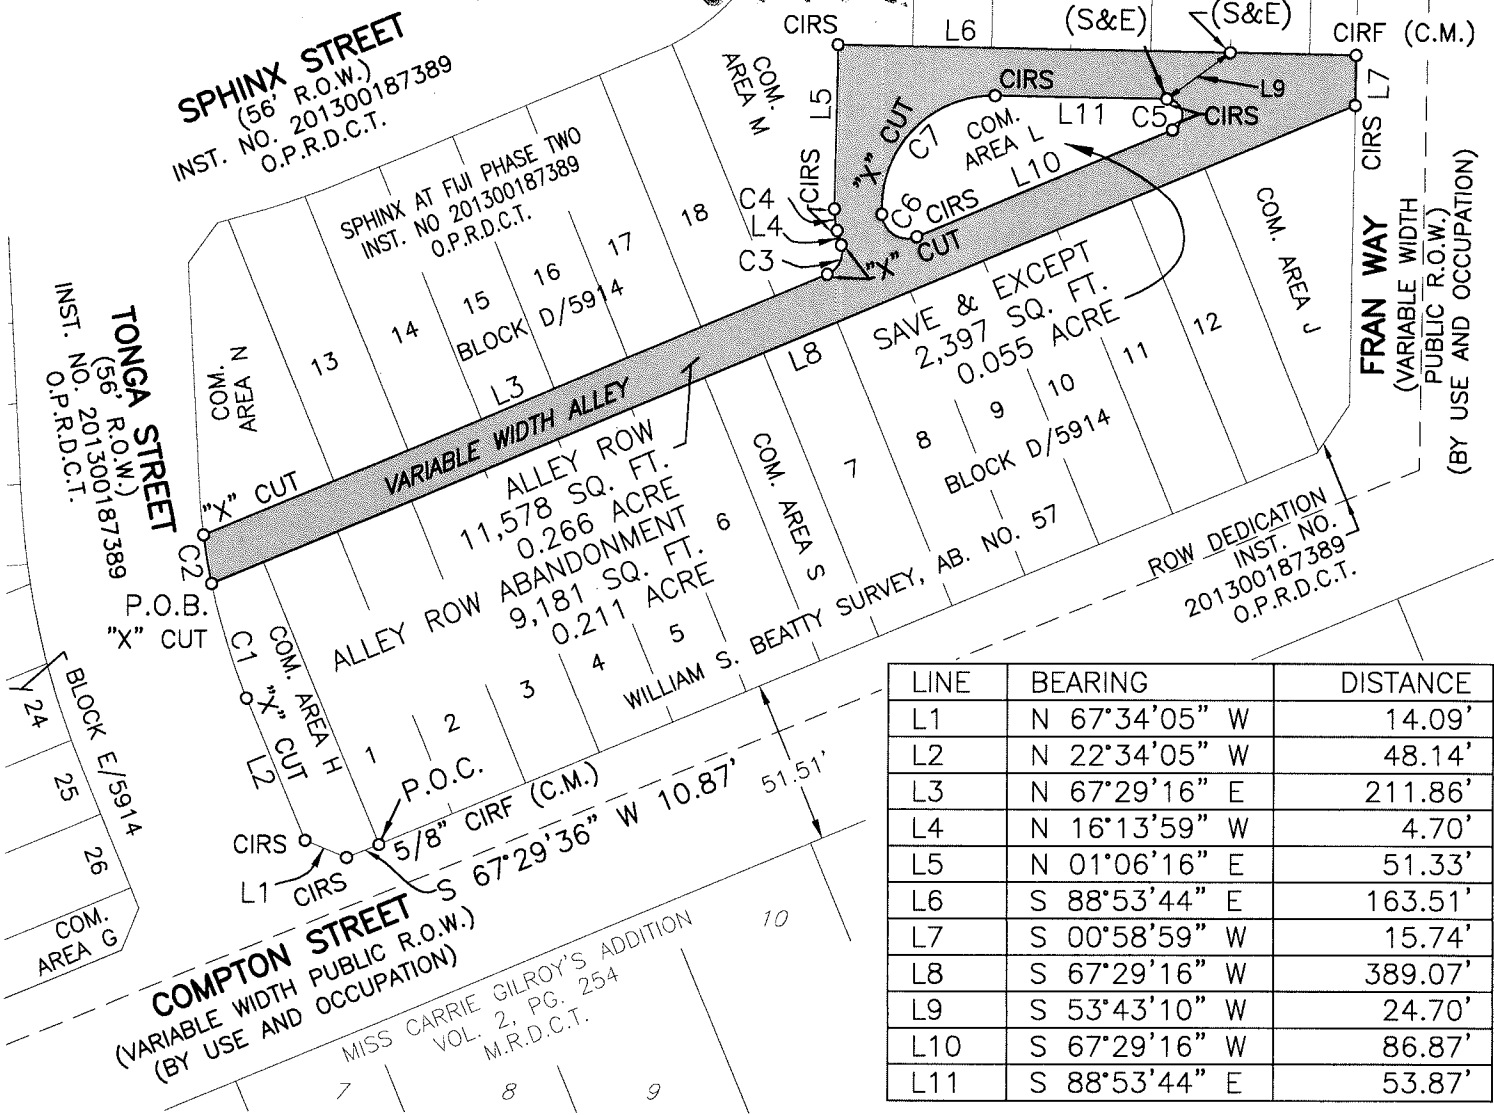 SPHINX STREET
(56' R.O.W.)
INST. NO. 201300187389
O.P.R.D.C.T.
CIRS
L6
(S&E)
(S&E)
CIRF (C.M.)
COM.
AREA M
L5
CIRS
L11
C5
CIRS
L9
L7
CIRS
"X" CUT
C7
COM.
AREA L
L10
CIRS
C4
L4
C3
C6
CIRS
"X" CUT
SPHINX AT FIJI PHASE TWO
INST. NO 201300187389
O.P.R.D.C.T.
18
17
16
15
14
13
BLOCK D/5914
COM.
AREA N
TONGA STREET
(56' R.O.W.)
INST. NO. 201300187389
O.P.R.D.C.T.
L3
VARIABLE WIDTH ALLEY
L8
SAVE & EXCEPT
2,397 SQ. FT.
0.055 ACRE
COM. AREA J
FRAN WAY
(VARIABLE WIDTH
PUBLIC R.O.W.)
(BY USE AND OCCUPATION)
ALLEY ROW
11,578 SQ. FT.
0.266 ACRE
ALLEY ROW ABANDONMENT
9,181 SQ. FT.
0.211 ACRE
"X" CUT
C2
P.O.B.
"X" CUT
C1
"X" CUT
L2
COM. AREA H
1
2
3
4
5
6
COM. AREA S
7
8
9
10
11
12
BLOCK D/5914
WILLIAM S. BEATTY SURVEY, AB. NO. 57
ROW DEDICATION
INST. NO.
201300187389
O.P.R.D.C.T.
BLOCK E/5914
24
25
26
COM.
AREA G
CIRS
L1
CIRS
P.O.C.
5/8" CIRF (C.M.)
S 67°29'36" W 10.87'
51.51'
COMPTON STREET
(VARIABLE WIDTH PUBLIC R.O.W.)
(BY USE AND OCCUPATION)
MISS CARRIE GILROY'S ADDITION
VOL. 2, PG. 254
M.R.D.C.T.
7
8
9
10
LINE BEARING DISTANCE
L1 N 67°34'05" W 14.09'
L2 N 22°34'05" W 48.14'
L3 N 67°29'16" E 211.86'
L4 N 16°13'59" W 4.70'
L5 N 01°06'16" E 51.33'
L6 S 88°53'44" E 163.51'
L7 S 00°58'59" W 15.74'
L8 S 67°29'16" W 389.07'
L9 S 53°43'10" W 24.70'
L10 S 67°29'16" W 86.87'
L11 S 88°53'44" E 53.87'